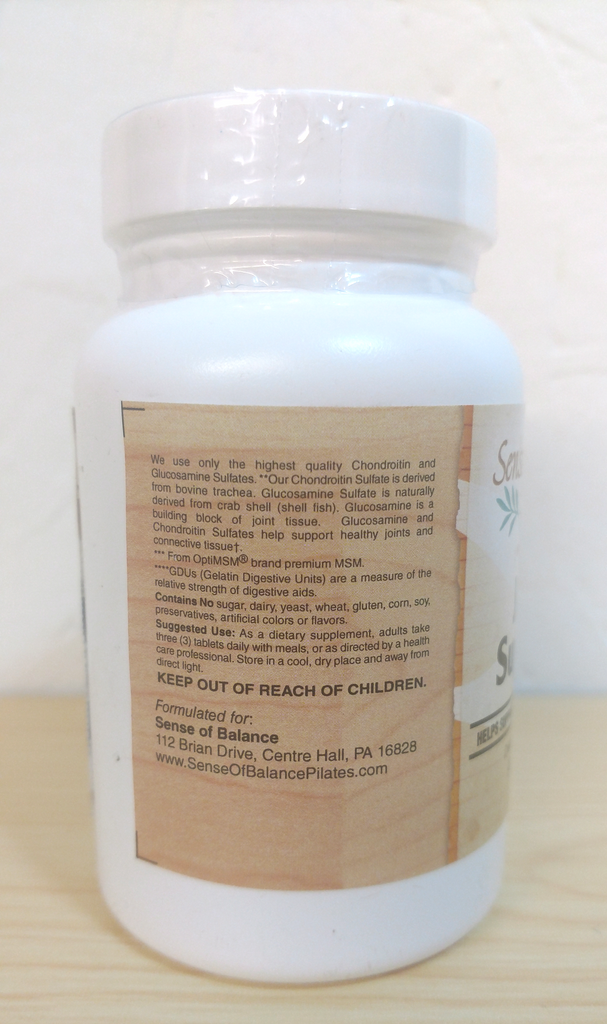 We use only the highest quality Chondroitin and
Glucosamine Sulfates. **Our Chondroitin Sulfate is derived
from bovine trachea. Glucosamine Sulfate is naturally
derived from crab shell (shell fish). Glucosamine is a
building block of joint tissue. Glucosamine and
Chondroitin Sulfates help support healthy joints and
connective tissue†.
*** From OptiMSM® brand premium MSM.
****GDUs (Gelatin Digestive Units) are a measure of the
relative strength of digestive aids.
Contains No sugar, dairy, yeast, wheat, gluten, corn, soy,
preservatives, artificial colors or flavors.
Suggested Use: As a dietary supplement, adults take
three (3) tablets daily with meals, or as directed by a health
care professional. Store in a cool, dry place and away from
direct light.
KEEP OUT OF REACH OF CHILDREN.
Formulated for:
Sense of Balance
112 Brian Drive, Centre Hall, PA 16828
www.SenseOfBalancePilates.com
HELPS